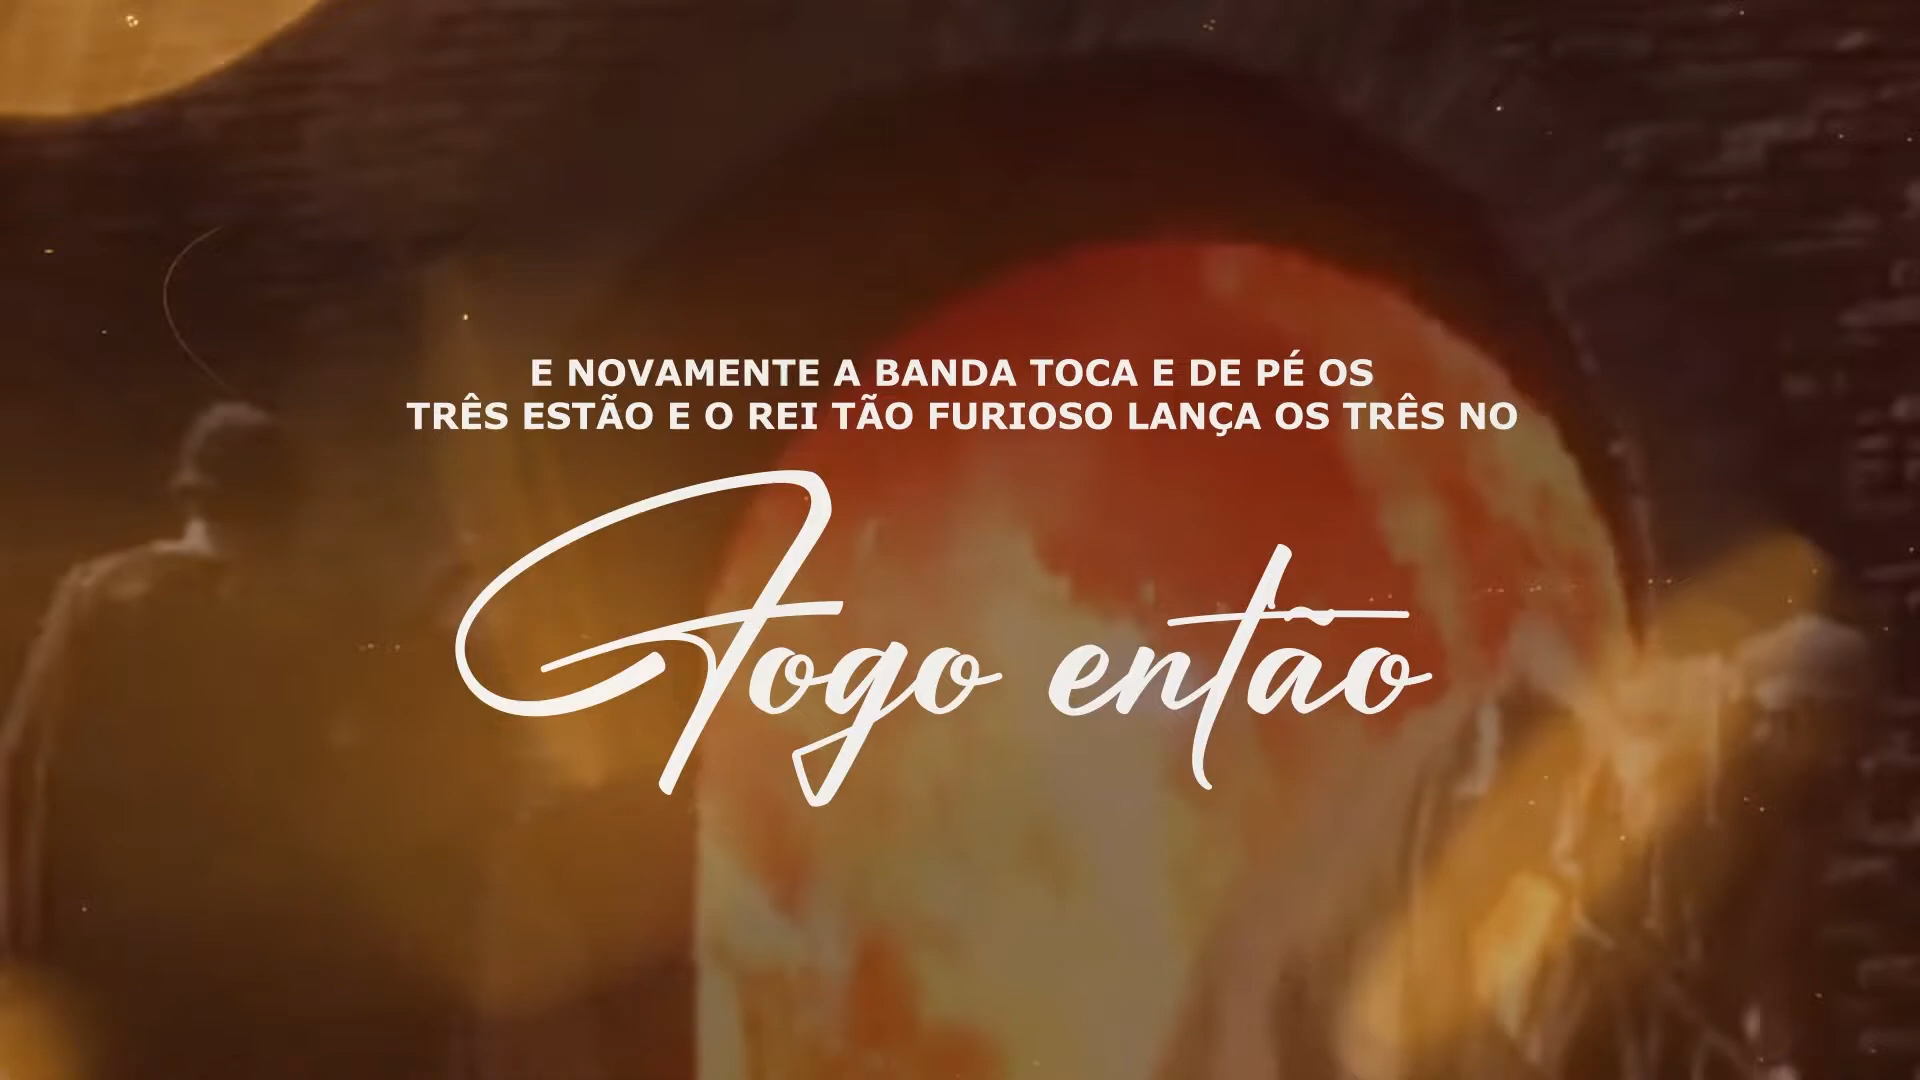 E NOVAMENTE A BANDA TOCA E DE PÉ OS
TRÊS ESTÃO E O REI TÃO FURIOSO LANÇA OS TRÊS NO
Fogo então